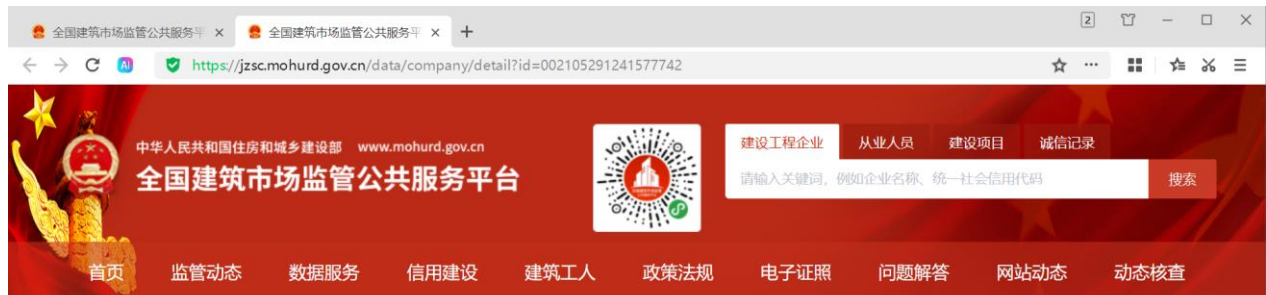 2
全国建筑市场监管公共服务平
全国建筑市场监管公共服务平
AI
https://jzsc.mohurd.gov.cn/data/company/detail?id=002105291241577742
中华人民共和国住房和城乡建设部 www.mohurd.gov.cn
全国建筑市场监管公共服务平台
建设工程企业 从业人员 建设项目 诚信记录
请输入关键词，例如企业名称、统一社会信用代码 搜索
首页 监管动态 数据服务 信用建设 建筑工人 政策法规 电子证照 问题解答 网站动态 动态核查